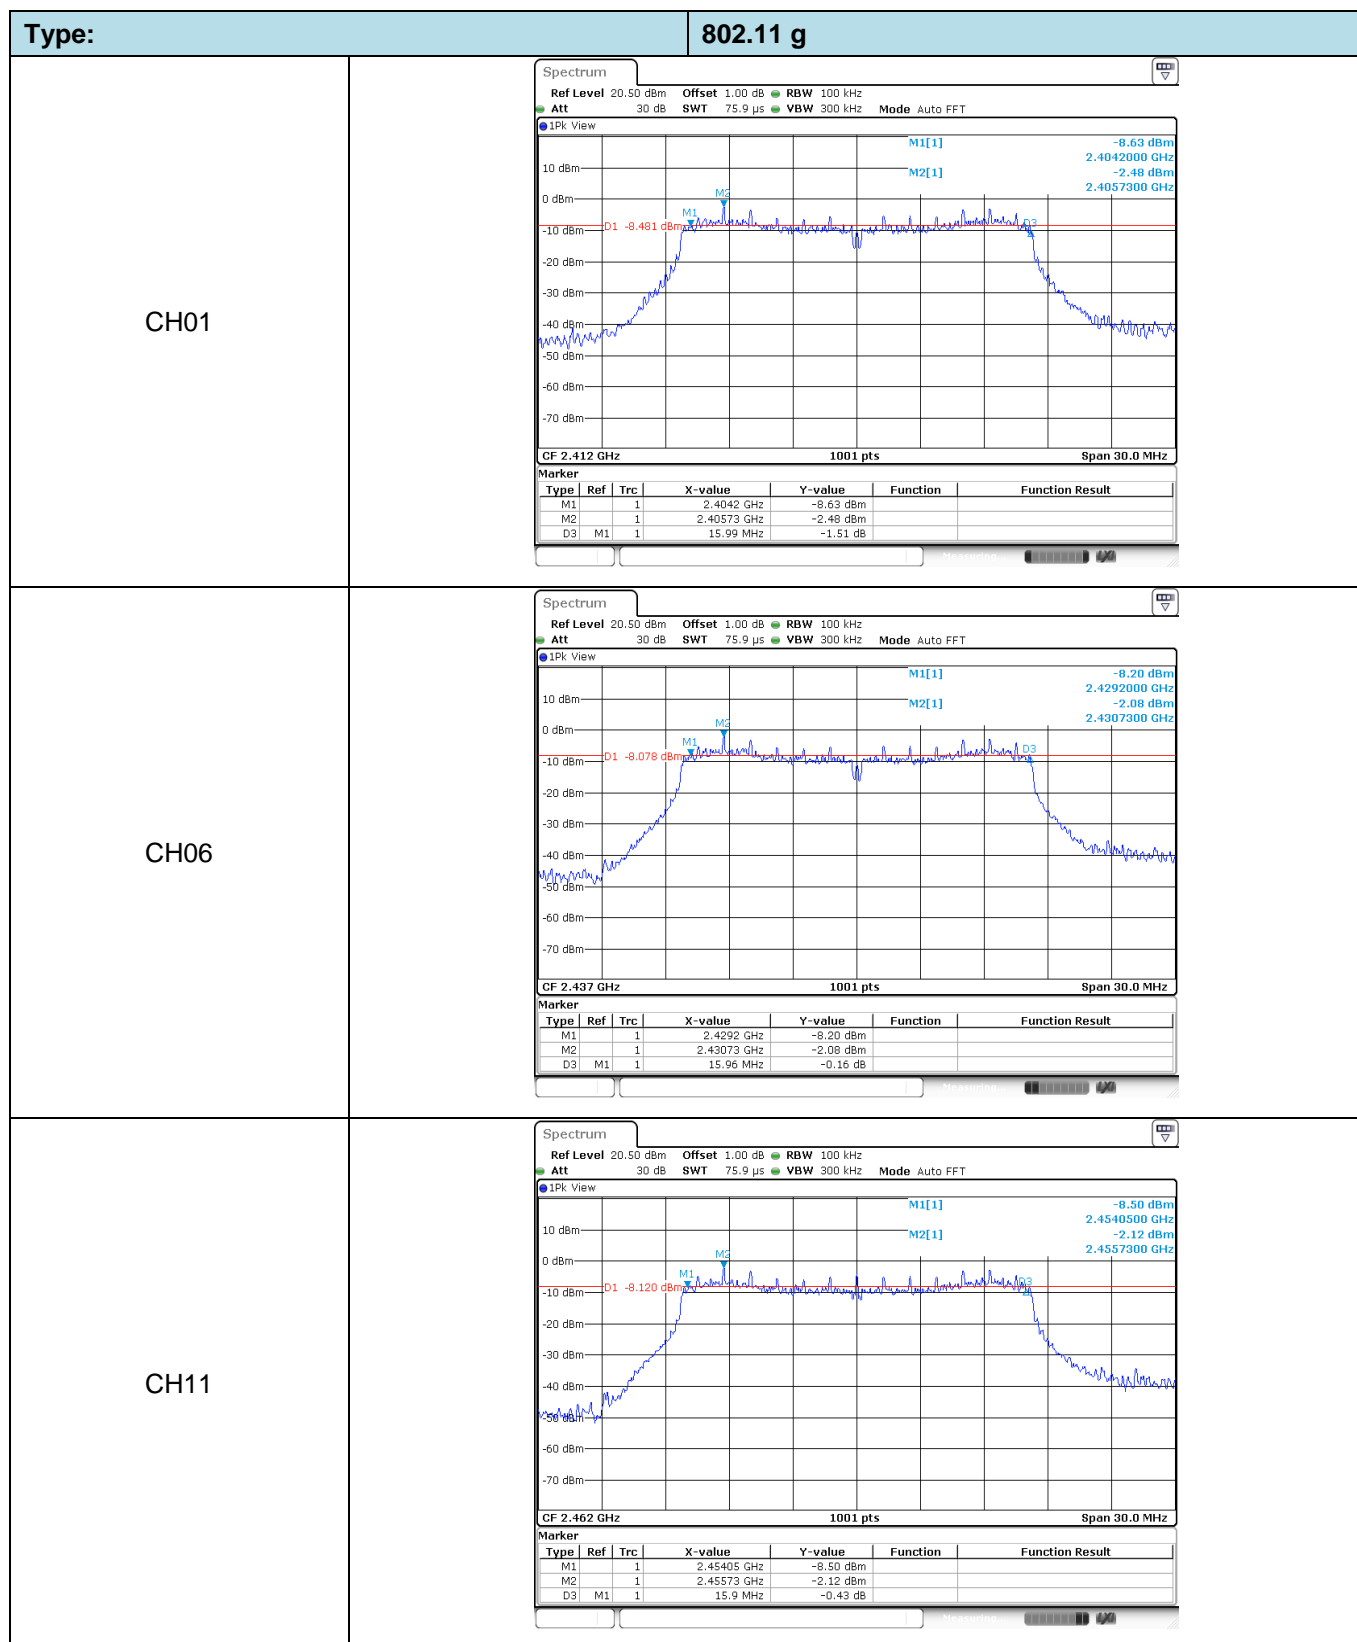 Type: 802.11 g
CH01
Spectrum
Ref Level 20.50 dBm Offset 1.00 dB RBW 100 kHz
Att 30 dB SWT 75.9 µs VBW 300 kHz Mode Auto FFT
1Pk View
M1[1] -8.63 dBm
2.4042000 GHz
10 dBm
M2[1] -2.48 dBm
2.4057300 GHz
0 dBm
M2
M1
D1 -8.481 dBm
D3
-10 dBm
-20 dBm
-30 dBm
-40 dBm
-50 dBm
-60 dBm
-70 dBm
CF 2.412 GHz 1001 pts Span 30.0 MHz
Marker
Type Ref Trc X-value Y-value Function Function Result
M1 1 2.4042 GHz -8.63 dBm
M2 1 2.40573 GHz -2.48 dBm
D3 M1 1 15.99 MHz -1.51 dB
Measuring...
CH06
Spectrum
Ref Level 20.50 dBm Offset 1.00 dB RBW 100 kHz
Att 30 dB SWT 75.9 µs VBW 300 kHz Mode Auto FFT
1Pk View
M1[1] -8.20 dBm
2.4292000 GHz
10 dBm
M2[1] -2.08 dBm
2.4307300 GHz
0 dBm
M2
M1
D3
D1 -8.078 dBm
-10 dBm
-20 dBm
-30 dBm
-40 dBm
-50 dBm
-60 dBm
-70 dBm
CF 2.437 GHz 1001 pts Span 30.0 MHz
Marker
Type Ref Trc X-value Y-value Function Function Result
M1 1 2.4292 GHz -8.20 dBm
M2 1 2.43073 GHz -2.08 dBm
D3 M1 1 15.96 MHz -0.16 dB
Measuring...
CH11
Spectrum
Ref Level 20.50 dBm Offset 1.00 dB RBW 100 kHz
Att 30 dB SWT 75.9 µs VBW 300 kHz Mode Auto FFT
1Pk View
M1[1] -8.50 dBm
2.4540500 GHz
10 dBm
M2[1] -2.12 dBm
2.4557300 GHz
0 dBm
M2
M1
D3
D1 -8.120 dBm
-10 dBm
-20 dBm
-30 dBm
-40 dBm
-50 dBm
-60 dBm
-70 dBm
CF 2.462 GHz 1001 pts Span 30.0 MHz
Marker
Type Ref Trc X-value Y-value Function Function Result
M1 1 2.45405 GHz -8.50 dBm
M2 1 2.45573 GHz -2.12 dBm
D3 M1 1 15.9 MHz -0.43 dB
Measuring...